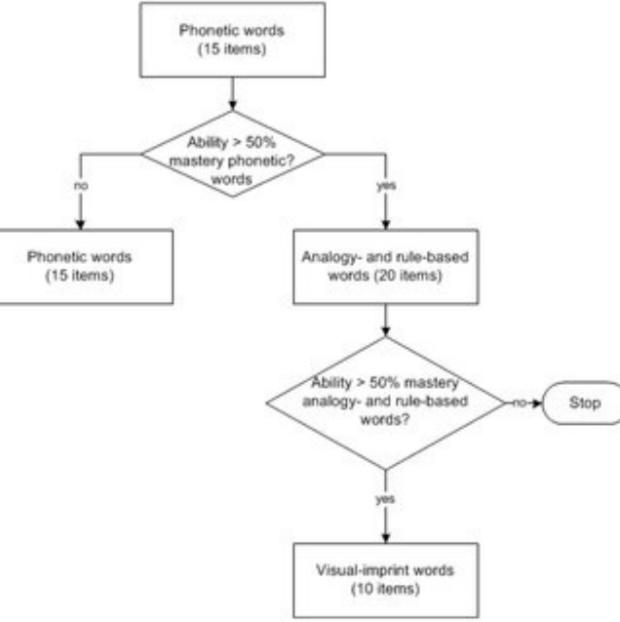 Phonetic words
(15 items)
Ability > 50%
mastery phonetic?
words
no
yes
Phonetic words
(15 items)
Analogy- and rule-based
words (20 items)
Ability > 50% mastery
analogy- and rule-based
words?
no
Stop
yes
Visual-imprint words
(10 items)